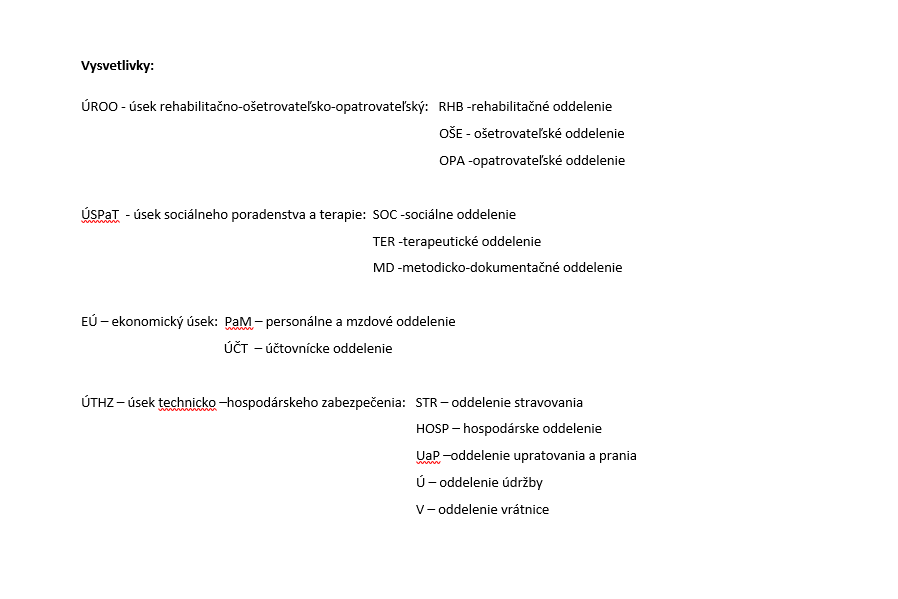 Vysvetlivky:
ÚROO - úsek rehabilitačno-ošetrovateľsko-opatrovateľský: RHB -rehabilitačné oddelenie
OŠE - ošetrovateľské oddelenie
OPA -opatrovateľské oddelenie
ÚSPaT - úsek sociálneho poradenstva a terapie: SOC -sociálne oddelenie
TER -terapeutické oddelenie
MD -metodicko-dokumentačné oddelenie
EÚ – ekonomický úsek: PaM – personálne a mzdové oddelenie
ÚČT – účtovnícke oddelenie
ÚTHZ – úsek technicko –hospodárskeho zabezpečenia: STR – oddelenie stravovania
HOSP – hospodárske oddelenie
UaP –oddelenie upratovania a prania
Ú – oddelenie údržby
V – oddelenie vrátnice